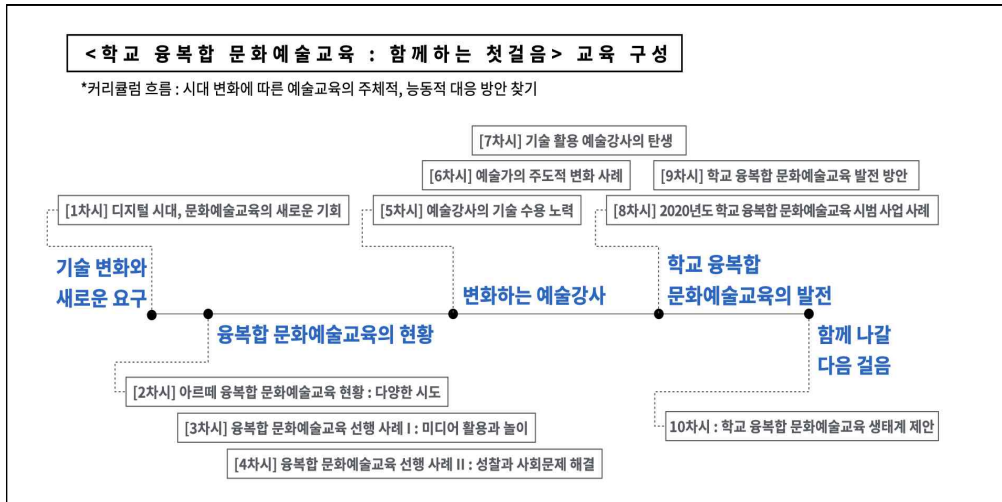 <학교 융복합 문화예술교육 : 함께하는 첫걸음> 교육 구성
*커리큘럼 흐름 : 시대 변화에 따른 예술교육의 주체적, 능동적 대응 방안 찾기
[7차시] 기술 활용 예술강사의 탄생
[6차시] 예술가의 주도적 변화 사례
[9차시] 학교 융복합 문화예술교육 발전 방안
[1차시] 디지털 시대, 문화예술교육의 새로운 기회
[5차시] 예술강사의 기술 수용 노력
[8차시] 2020년도 학교 융복합 문화예술교육 시범 사업 사례
기술 변화와
새로운 요구
변화하는 예술강사
학교 융복합
문화예술교육의 발전
융복합 문화예술교육의 현황
함께 나갈
다음 걸음
[2차시] 아르떼 융복합 문화예술교육 현황 : 다양한 시도
[3차시] 융복합 문화예술교육 선행 사례 I : 미디어 활용과 놀이
[4차시] 융복합 문화예술교육 선행 사례 II : 성찰과 사회문제 해결
10차시 : 학교 융복합 문화예술교육 생태계 제안